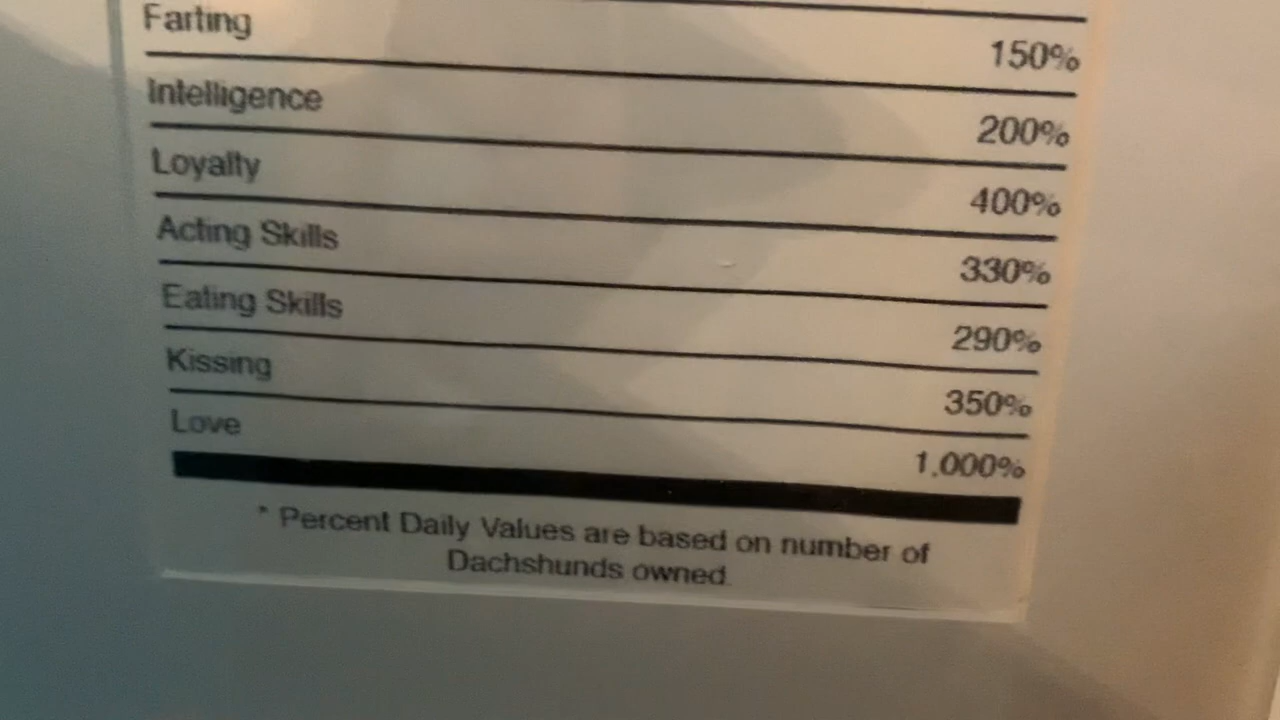 Farting 150%
Intelligence 200%
Loyalty 400%
Acting Skills 330%
Eating Skills 290%
Kissing 350%
Love 1,000%
* Percent Daily Values are based on number of
Dachshunds owned.